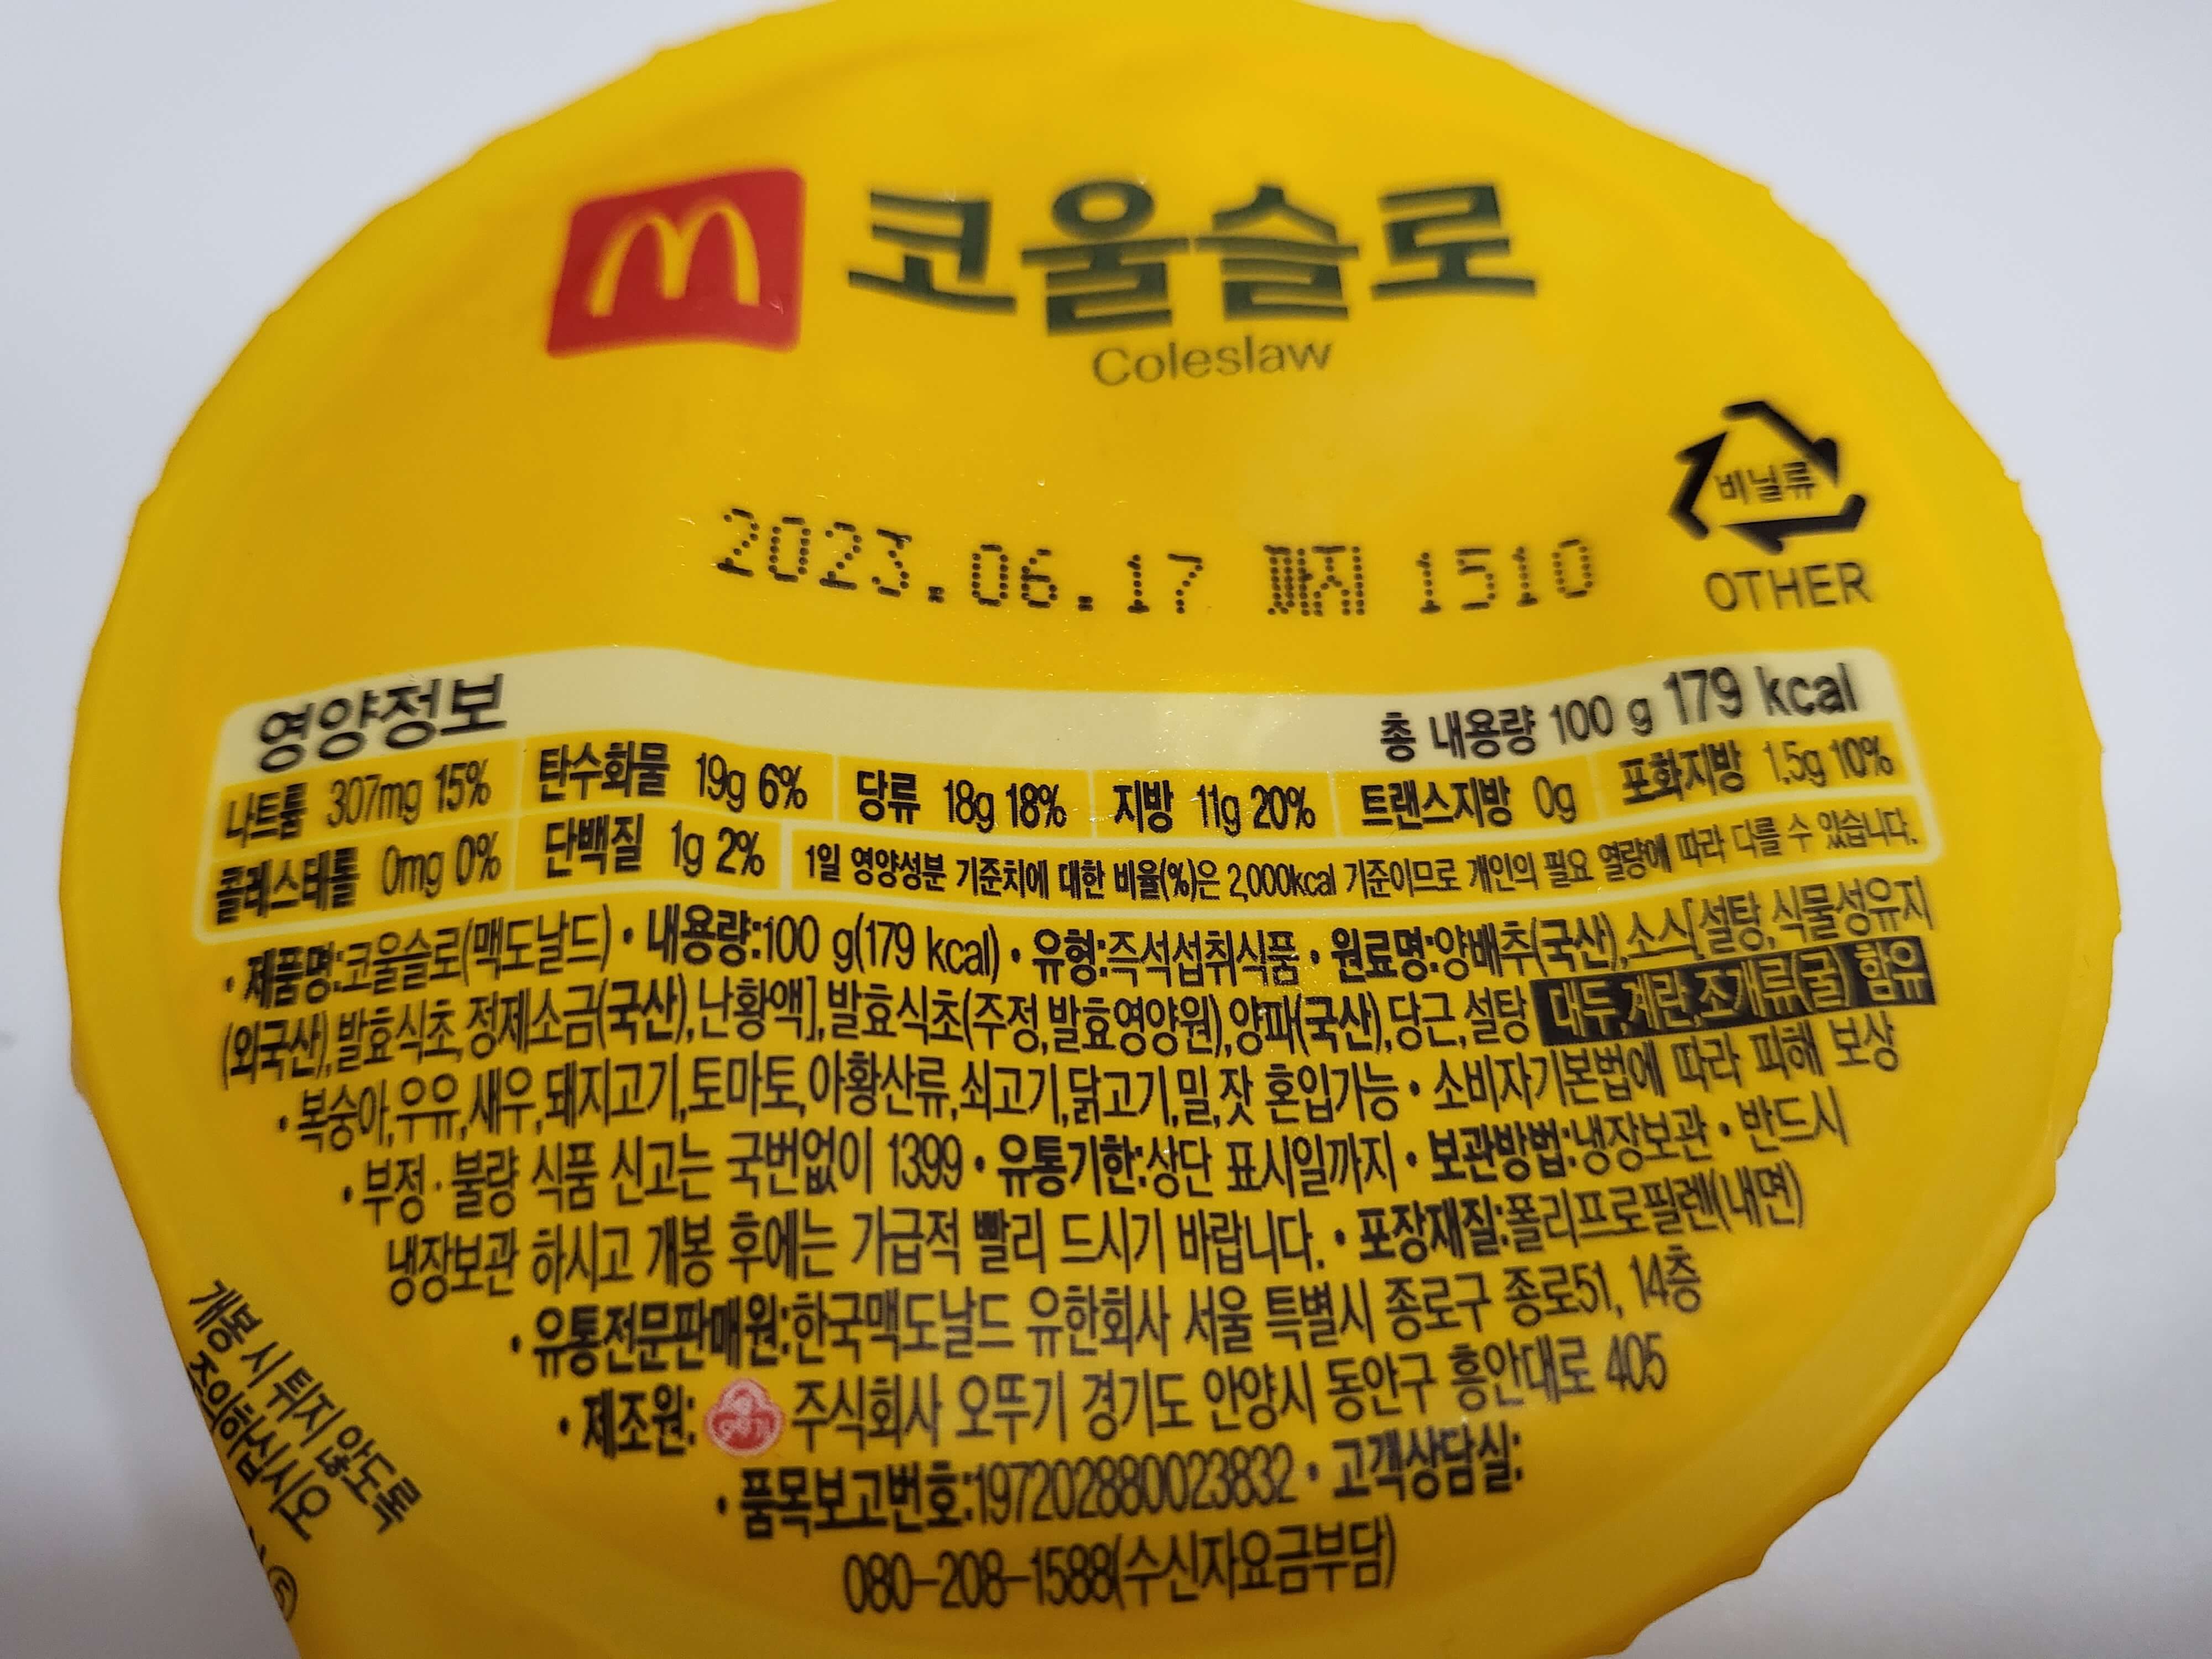 코울슬로
Coleslaw
비닐류
OTHER
2023.06.17 까지 1510
영양정보
총 내용량 100 g 179 kcal
나트륨 307mg 15% 탄수화물 19g 6% 당류 18g 18% 지방 11g 20% 트랜스지방 0g 포화지방 1.5g 10%
콜레스테롤 0mg 0% 단백질 1g 2% 1일 영양성분 기준치에 대한 비율(%)은 2,000kcal 기준이므로 개인의 필요 열량에 따라 다를 수 있습니다.
• 제품명:코울슬로(맥도날드) • 내용량:100 g(179 kcal) • 유형:즉석섭취식품 • 원료명:양배추(국산),소스[설탕,식물성유지
(외국산),발효식초,정제소금(국산),난황액],발효식초(주정,발효영양원),양파(국산),당근,설탕 대두,계란,조개류(굴) 함유
• 복숭아,우유,새우,돼지고기,토마토,아황산류,쇠고기,닭고기,밀,잣 혼입가능 • 소비자기본법에 따라 피해 보상
• 부정·불량 식품 신고는 국번없이 1399 • 유통기한:상단 표시일까지 • 보관방법:냉장보관 • 반드시
냉장보관 하시고 개봉 후에는 가급적 빨리 드시기 바랍니다. • 포장재질:폴리프로필렌(내면)
• 유통전문판매원:한국맥도날드 유한회사 서울 특별시 종로구 종로51, 14층
• 제조원: 주식회사 오뚜기 경기도 안양시 동안구 흥안대로 405
• 품목보고번호:197202880023832 • 고객상담실:
080-208-1588(수신자요금부담)
개봉 시 튀지 않도록
주의하십시오